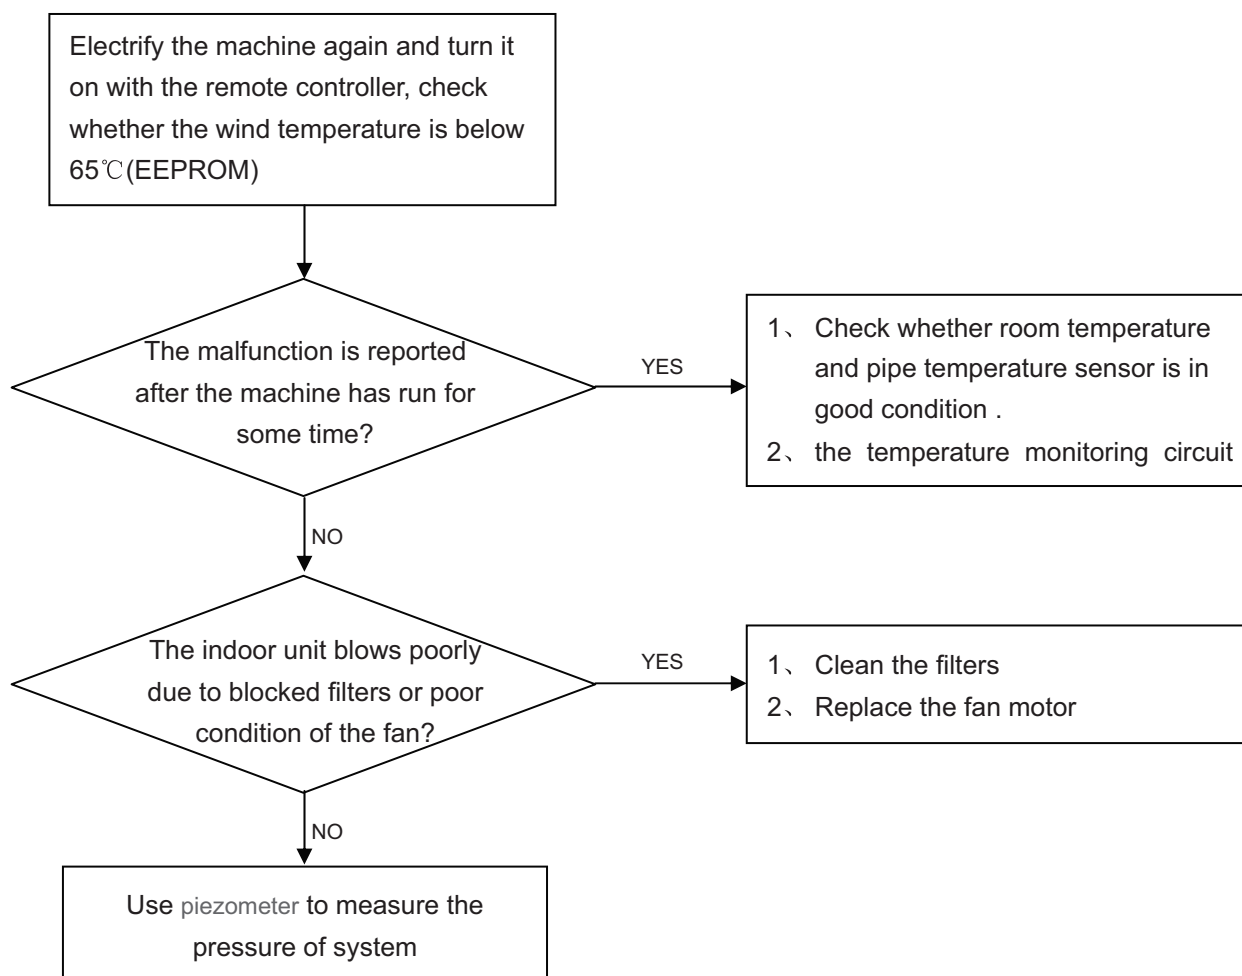 Electrify the machine again and turn it
on with the remote controller, check
whether the wind temperature is below
65℃(EEPROM)
The malfunction is reported
after the machine has run for
some time?
YES
1、 Check whether room temperature
and pipe temperature sensor is in
good condition .
2、 the temperature monitoring circuit
NO
The indoor unit blows poorly
due to blocked filters or poor
condition of the fan?
YES
1、 Clean the filters
2、 Replace the fan motor
NO
Use piezometer to measure the
pressure of system